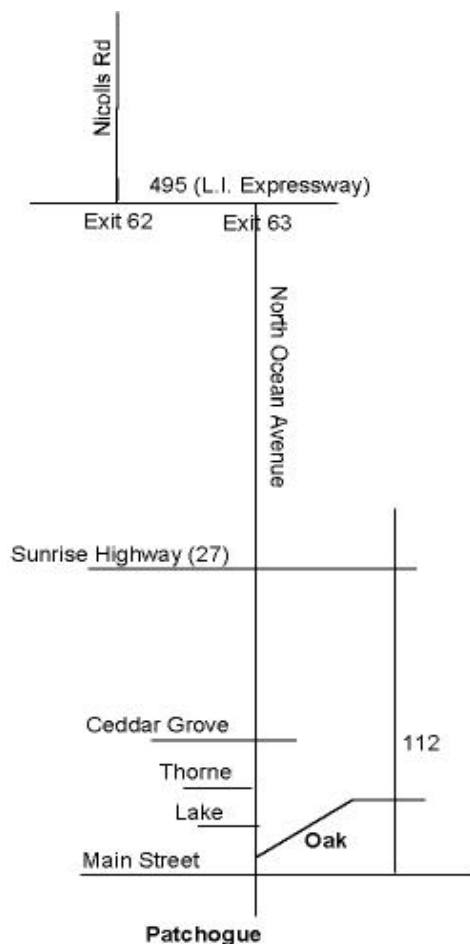 Nicolls Rd
495 (L.I. Expressway)
Exit 62
Exit 63
North Ocean Avenue
Sunrise Highway (27)
Ceddar Grove
112
Thorne
Lake
Oak
Main Street
Patchogue